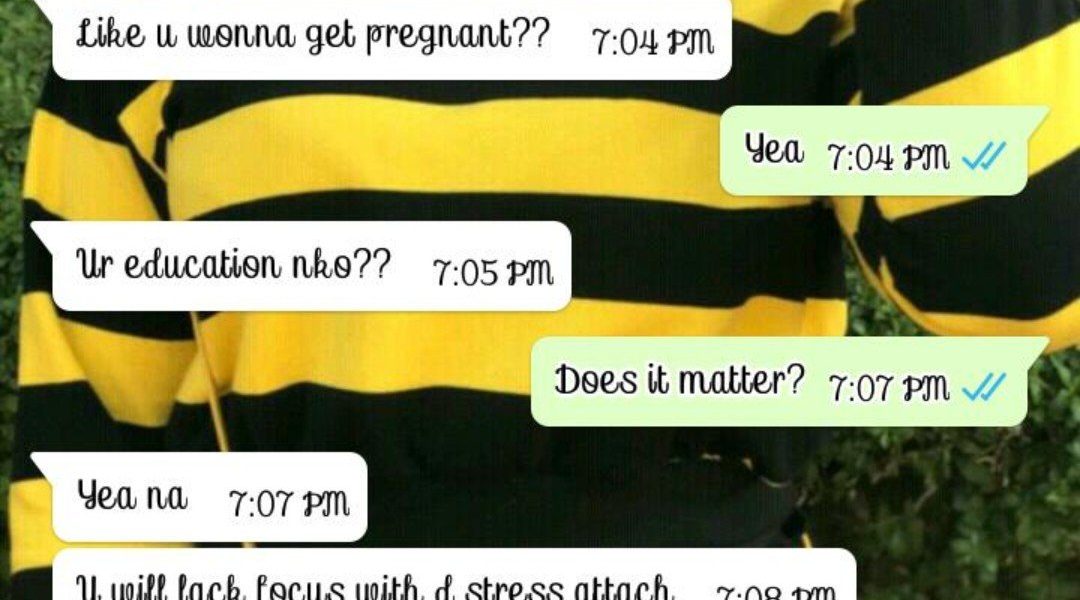 Like u wonna get pregnant?? 7:04 PM
Yea 7:04 PM
Ur education nko?? 7:05 PM
Does it matter? 7:07 PM
Yea na 7:07 PM
U will lack focus with d stress attach 7:08 PM